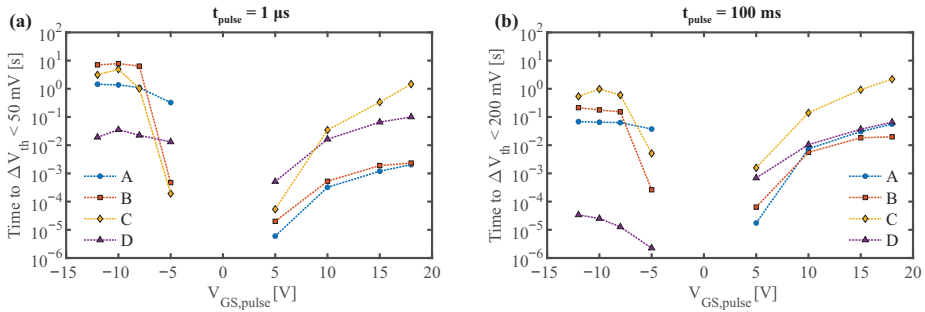 (a)
t_pulse = 1 µs
Time to ΔV_th < 50 mV [s]
10^2
10^1
10^0
10^-1
10^-2
10^-3
10^-4
10^-5
10^-6
A
B
C
D
−15 −10 −5 0 5 10 15 20
V_GS,pulse [V]
(b)
t_pulse = 100 ms
Time to ΔV_th < 200 mV [s]
10^2
10^1
10^0
10^-1
10^-2
10^-3
10^-4
10^-5
10^-6
A
B
C
D
−15 −10 −5 0 5 10 15 20
V_GS,pulse [V]